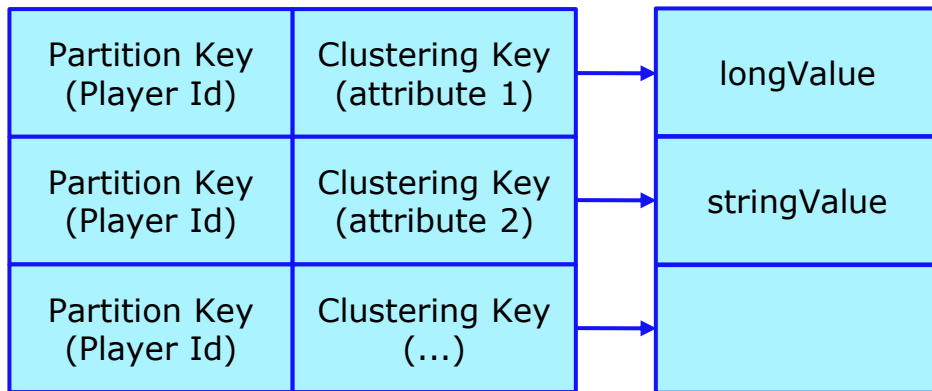 Partition Key
(Player Id)
Clustering Key
(attribute 1)
longValue
Partition Key
(Player Id)
Clustering Key
(attribute 2)
stringValue
Partition Key
(Player Id)
Clustering Key
(...)